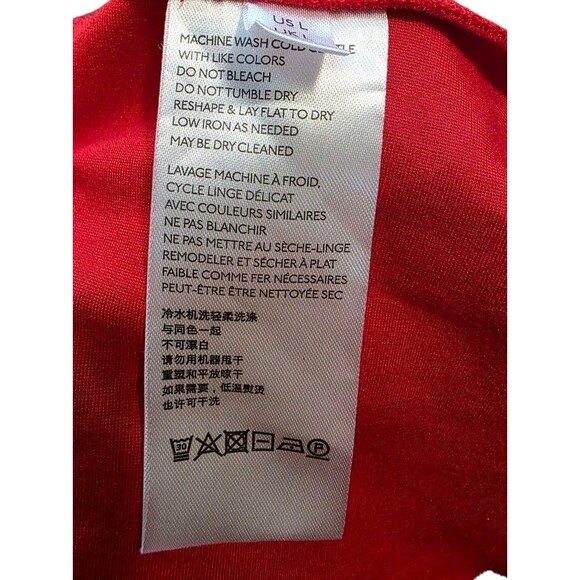 US L
UK L
MACHINE WASH COLD GENTLE
WITH LIKE COLORS
DO NOT BLEACH
DO NOT TUMBLE DRY
RESHAPE & LAY FLAT TO DRY
LOW IRON AS NEEDED
MAY BE DRY CLEANED
LAVAGE MACHINE À FROID,
CYCLE LINGE DÉLICAT
AVEC COULEURS SIMILAIRES
NE PAS BLANCHIR
NE PAS METTRE AU SÈCHE-LINGE
REMODELER ET SÉCHER À PLAT
FAIBLE COMME FER NÉCESSAIRES
PEUT-ÊTRE ÊTRE NETTOYÉE SEC
冷水机洗轻柔洗涤
与同色一起
不可漂白
请勿用机器甩干
重塑和平放晾干
如果需要，低温熨烫
也许可干洗
30
P